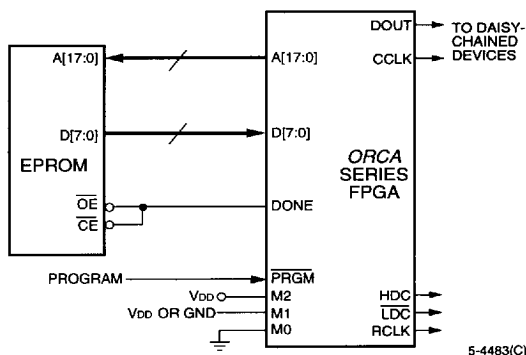 DOUT
TO DAISY-
CHAINED
DEVICES
CCLK
A[17:0]
A[17:0]
D[7:0]
D[7:0]
EPROM
ORCA
SERIES
FPGA
OE
CE
DONE
PROGRAM
PRGM
VDD
M2
VDD OR GND
M1
M0
HDC
LDC
RCLK
5-4483(C)